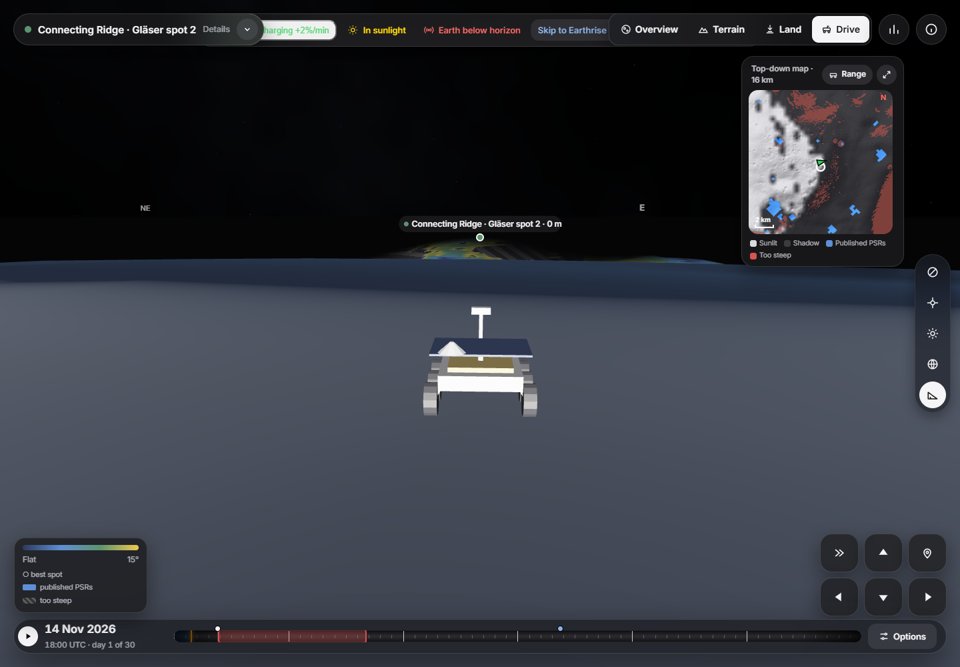 Connecting Ridge · Gläser spot 2 Details
harging +2%/min
In sunlight
Earth below horizon
Skip to Earthrise
Overview
Terrain
Land
Drive
Top-down map ·
16 km
Range
N
2 km
Sunlit Shadow Published PSRs
Too steep
NE
E
Connecting Ridge · Gläser spot 2 · 0 m
Flat 15°
best spot
published PSRs
too steep
14 Nov 2026
18:00 UTC · day 1 of 30
Options